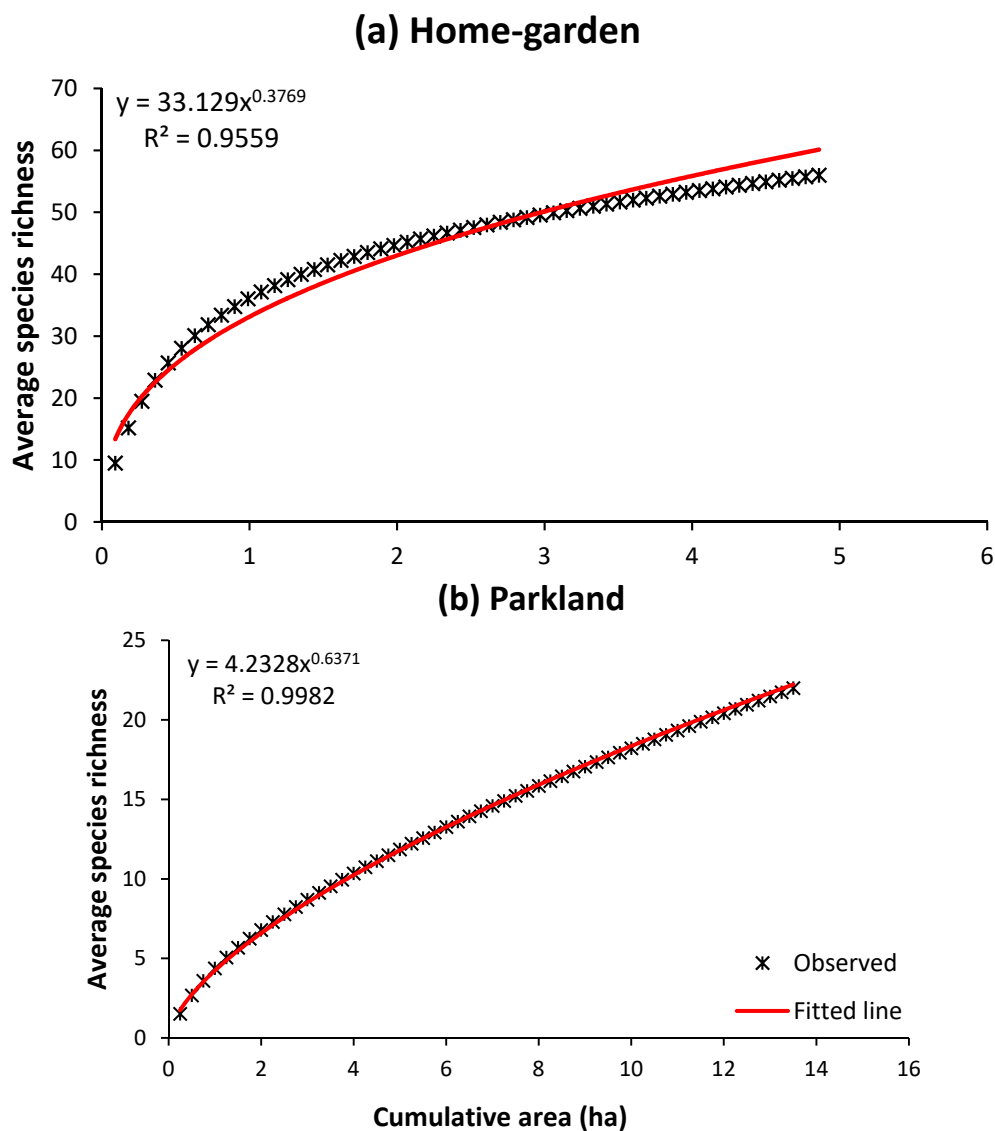 (a) Home-garden
y = 33.129x^0.3769
R² = 0.9559
Average species richness
70
60
50
40
30
20
10
0
0 1 2 3 4 5 6
(b) Parkland
y = 4.2328x^0.6371
R² = 0.9982
Average species richness
25
20
15
10
5
0
Observed
Fitted line
0 2 4 6 8 10 12 14 16
Cumulative area (ha)